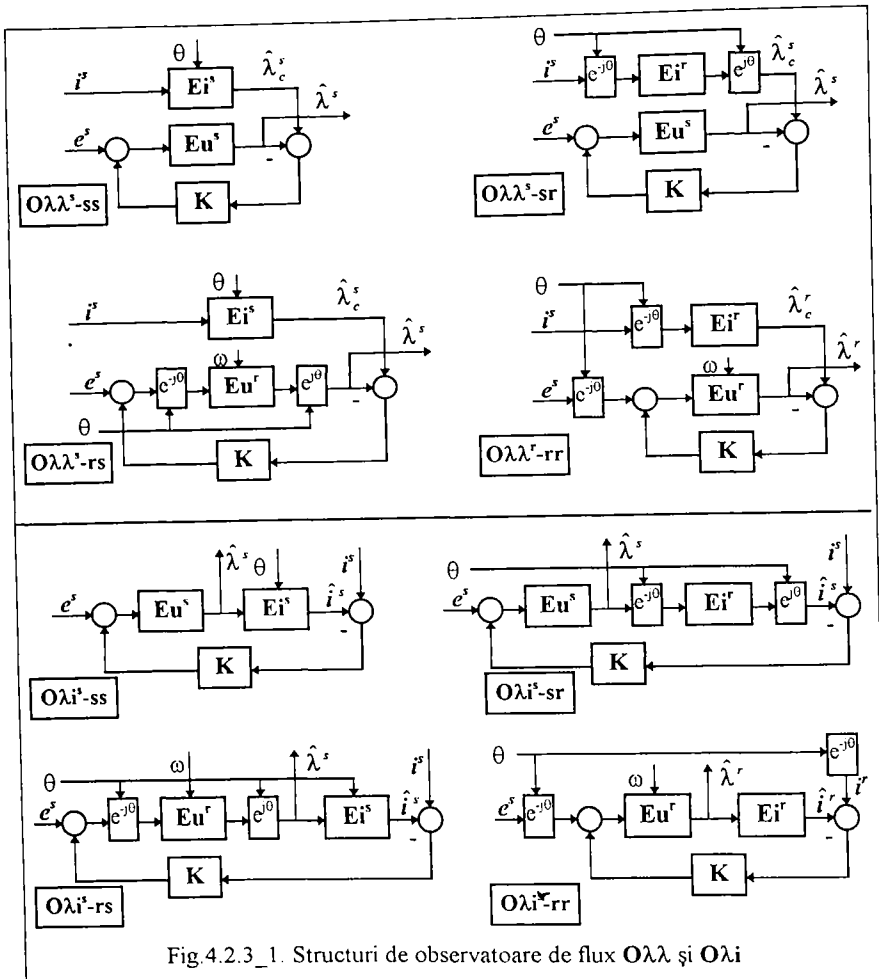 θ
i^s
Ei^s
λ̂_c^s
λ̂^s
e^s
Eu^s
-
K
Oλλ^s-ss
θ
i^s
e^-jθ
Ei^r
e^jθ
λ̂_c^s
λ̂^s
e^s
Eu^s
-
K
Oλλ^s-sr
θ
i^s
Ei^s
λ̂_c^s
λ̂^s
e^s
e^-jθ
ω
Eu^r
e^jθ
-
θ
K
Oλλ^s-rs
θ
i^s
e^-jθ
Ei^r
λ̂_c^r
λ̂^r
e^s
e^-jθ
ω
Eu^r
-
K
Oλλ^r-rr
λ̂^s
θ
i^s
e^s
Eu^s
Ei^s
î^s
-
K
Oλi^s-ss
θ
λ̂^s
i^s
e^s
Eu^s
e^-jθ
Ei^r
e^jθ
î^s
-
K
Oλi^s-sr
θ
ω
λ̂^s
i^s
e^s
e^-jθ
Eu^r
e^jθ
Ei^s
î^s
-
K
Oλi^s-rs
θ
e^-jθ
ω
λ̂^r
i^r
e^s
e^-jθ
Eu^r
Ei^r
î^r
-
K
Oλi^r-rr
Fig.4.2.3_1. Structuri de observatoare de flux Oλλ şi Oλi